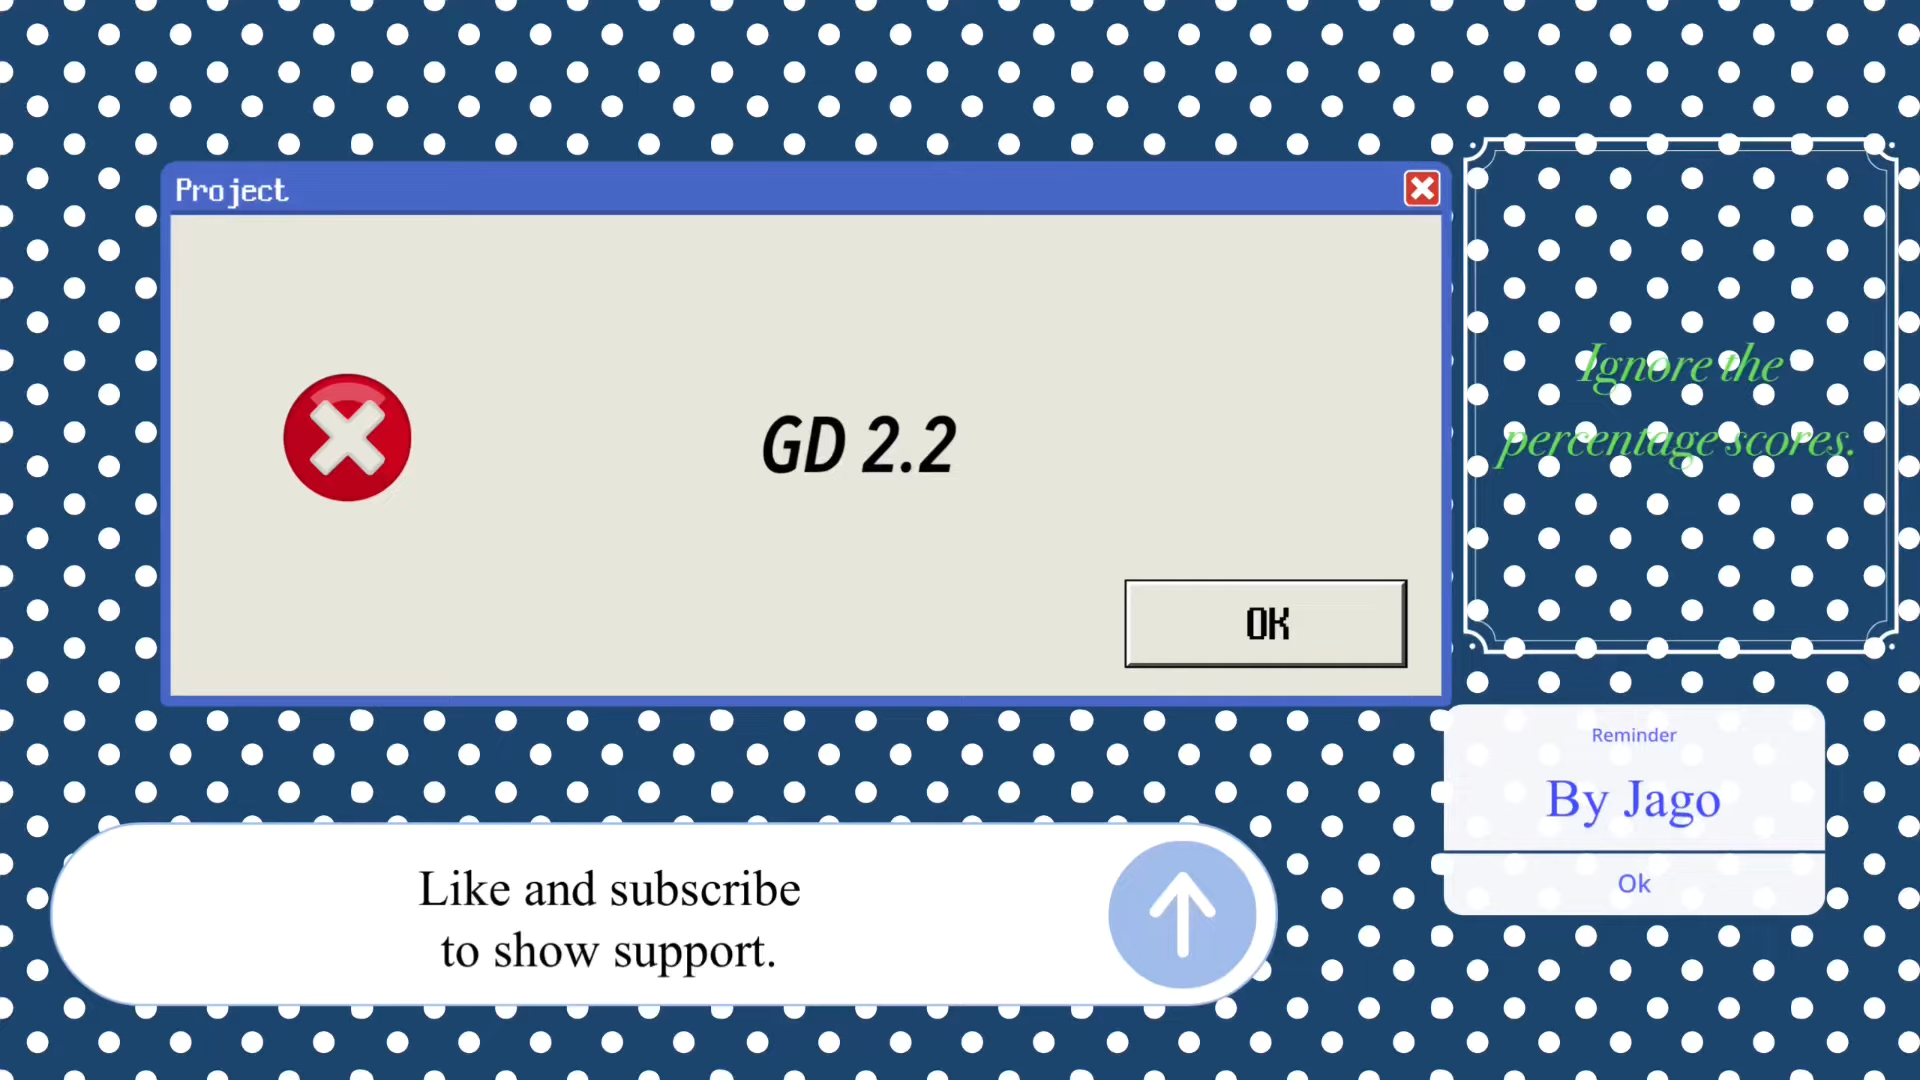 Project
GD 2.2
OK
Ignore the
percentage scores.
Reminder
By Jago
Ok
Like and subscribe
to show support.